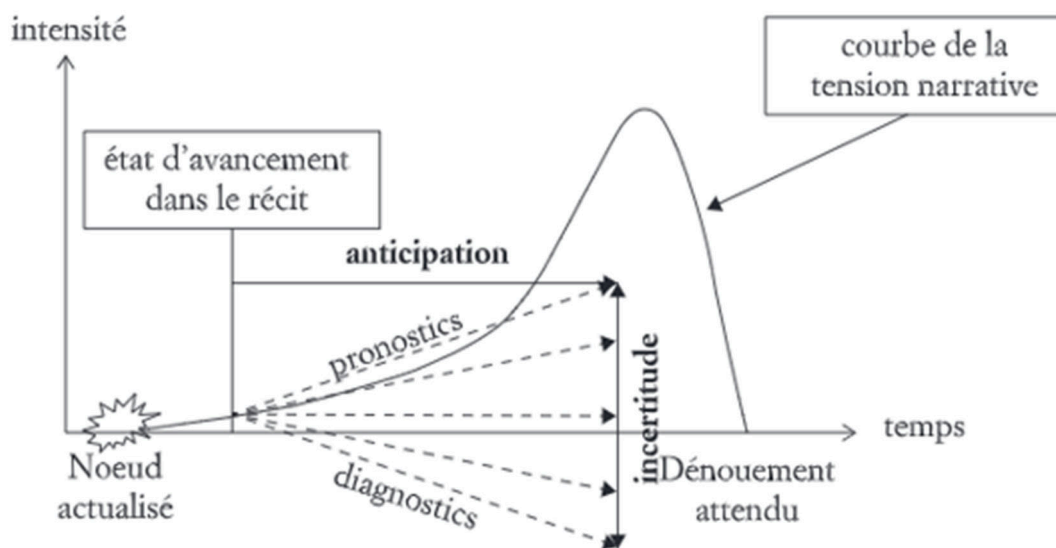 intensité
courbe de la
tension narrative
état d'avancement
dans le récit
anticipation
pronostics
incertitude
diagnostics
temps
Noeud
actualisé
Dénouement
attendu